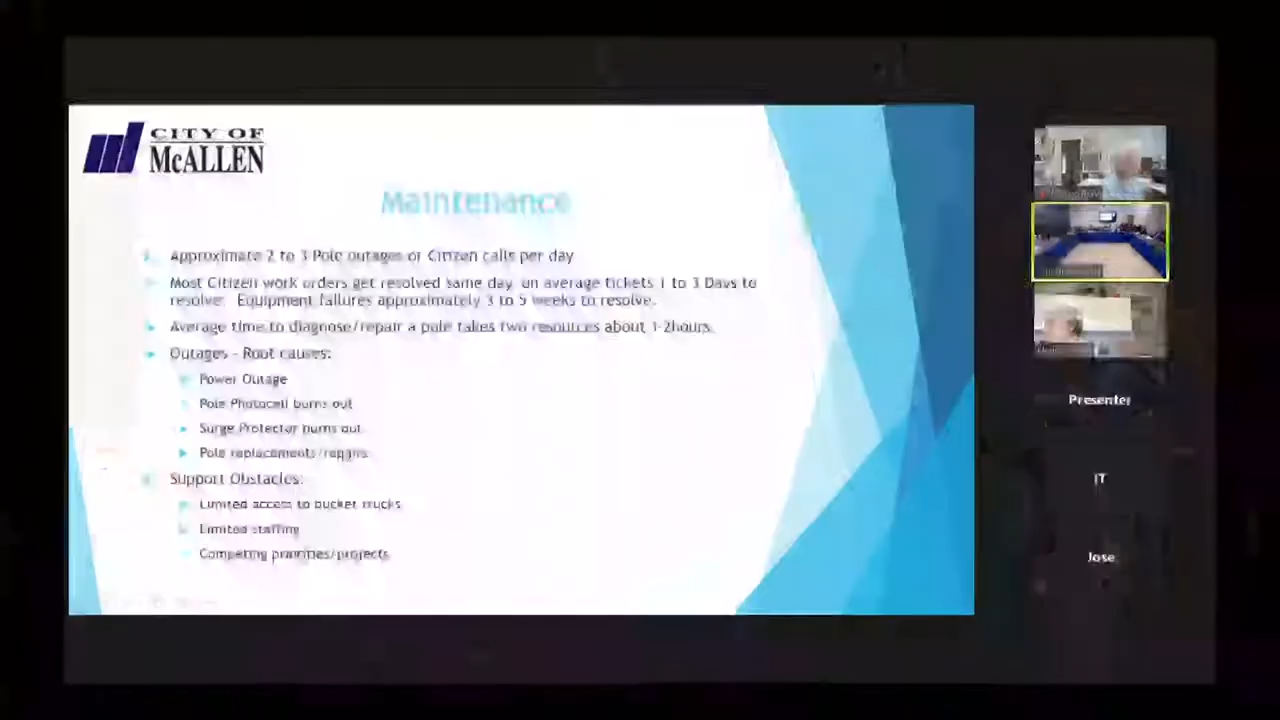 CITY OF
McALLEN
Maintenance
Approximate 2 to 3 Pole outages or Citizen calls per day
Most Citizen work orders get resolved same day, on average tickets 1 to 3 Days to
resolve. Equipment failures approximately 3 to 5 weeks to resolve.
Average time to diagnose/repair a pole takes two resources about 1-2hours.
Outages - Root causes:
Power Outage
Pole Photocell burns out
Surge Protector burns out
Pole replacements/repairs
Support Obstacles:
Limited access to bucket trucks
Limited staffing
Competing priorities/projects
Presenter
IT
Jose